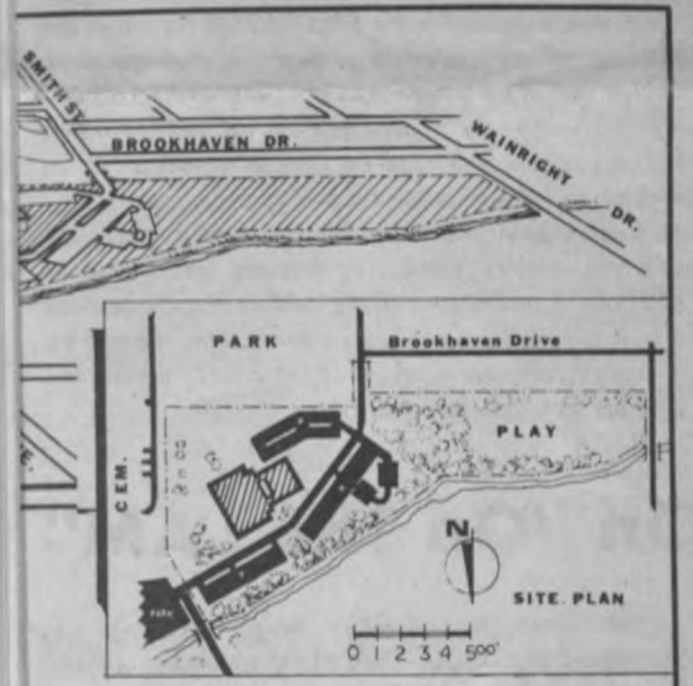 SMITH ST.
BROOKHAVEN DR.
WAINRIGHT DR.
PARK
Brookhaven Drive
CEM.
PLAY
N
SITE. PLAN
PARK
0 1 2 3 4 500'